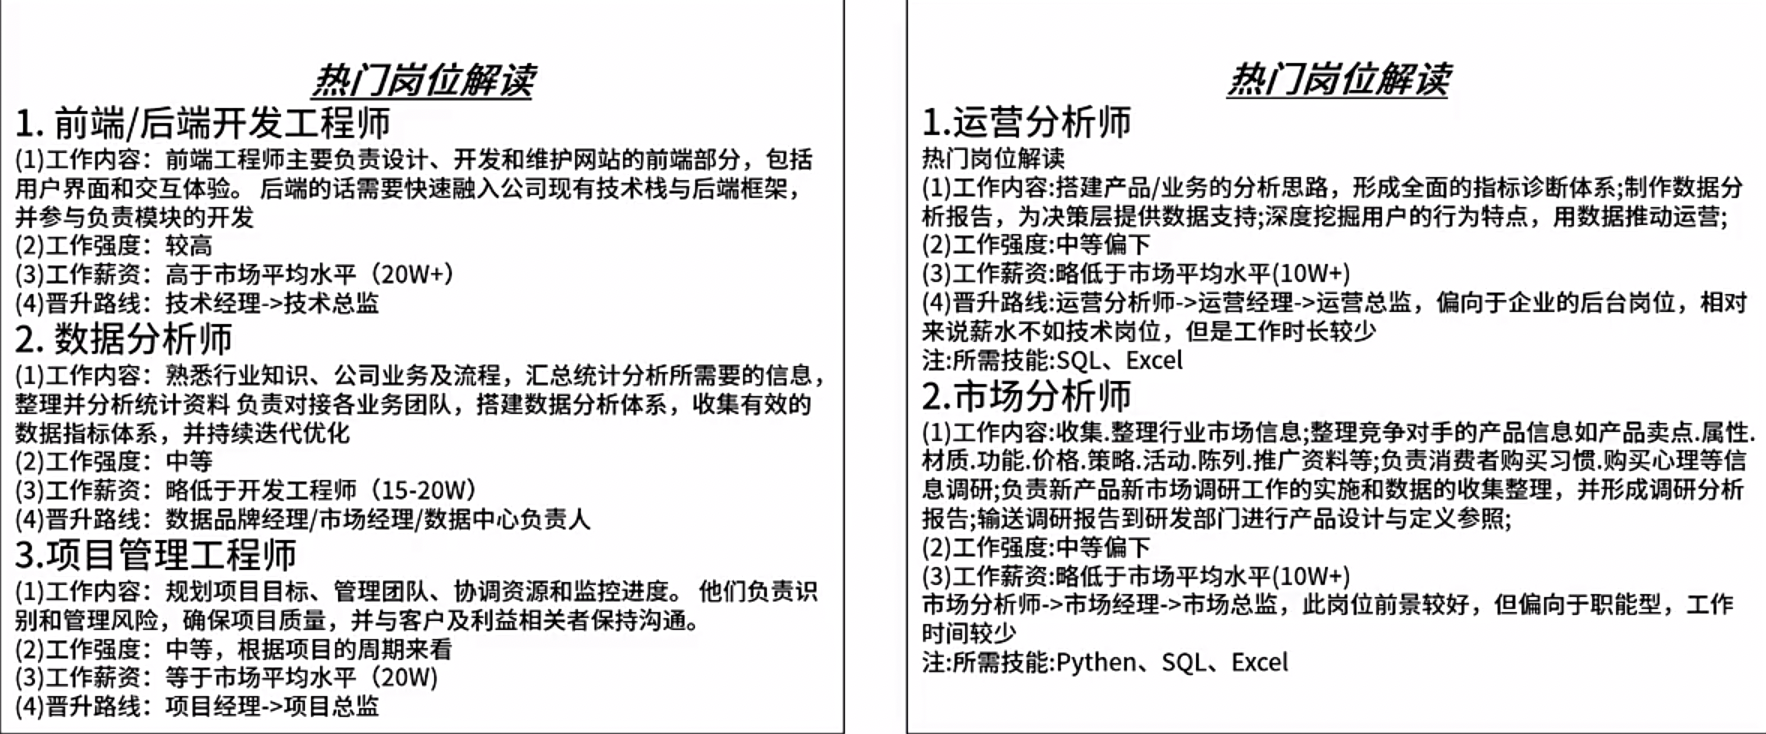 热门岗位解读
1. 前端/后端开发工程师
(1)工作内容：前端工程师主要负责设计、开发和维护网站的前端部分，包括
用户界面和交互体验。 后端的话需要快速融入公司现有技术栈与后端框架，
并参与负责模块的开发
(2)工作强度：较高
(3)工作薪资：高于市场平均水平（20W+）
(4)晋升路线：技术经理->技术总监
2. 数据分析师
(1)工作内容：熟悉行业知识、公司业务及流程，汇总统计分析所需要的信息，
整理并分析统计资料 负责对接各业务团队，搭建数据分析体系，收集有效的
数据指标体系，并持续迭代优化
(2)工作强度：中等
(3)工作薪资：略低于开发工程师（15-20W）
(4)晋升路线：数据品牌经理/市场经理/数据中心负责人
3.项目管理工程师
(1)工作内容：规划项目目标、管理团队、协调资源和监控进度。 他们负责识
别和管理风险，确保项目质量，并与客户及利益相关者保持沟通。
(2)工作强度：中等，根据项目的周期来看
(3)工作薪资：等于市场平均水平（20W)
(4)晋升路线：项目经理->项目总监
热门岗位解读
1.运营分析师
热门岗位解读
(1)工作内容:搭建产品/业务的分析思路，形成全面的指标诊断体系;制作数据分
析报告，为决策层提供数据支持;深度挖掘用户的行为特点，用数据推动运营;
(2)工作强度:中等偏下
(3)工作薪资:略低于市场平均水平(10W+)
(4)晋升路线:运营分析师->运营经理->运营总监，偏向于企业的后台岗位，相对
来说薪水不如技术岗位，但是工作时长较少
注:所需技能:SQL、Excel
2.市场分析师
(1)工作内容:收集.整理行业市场信息;整理竞争对手的产品信息如产品卖点.属性.
材质.功能.价格.策略.活动.陈列.推广资料等;负责消费者购买习惯.购买心理等信
息调研;负责新产品新市场调研工作的实施和数据的收集整理，并形成调研分析
报告;输送调研报告到研发部门进行产品设计与定义参照;
(2)工作强度:中等偏下
(3)工作薪资:略低于市场平均水平(10W+)
市场分析师->市场经理->市场总监，此岗位前景较好，但偏向于职能型，工作
时间较少
注:所需技能:Pythen、SQL、Excel